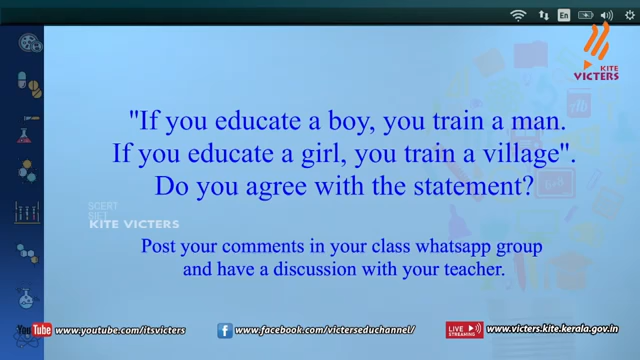 En
KITE
VICTERS
"If you educate a boy, you train a man.
If you educate a girl, you train a village".
Do you agree with the statement?
SCERT
SIET
KITE VICTERS
Post your comments in your class whatsapp group
and have a discussion with your teacher.
YouTube www.youtube.com/itsvicters
f www.facebook.com/victerseduchannel/
LIVE STREAMING www.victers.kite.kerala.gov.in